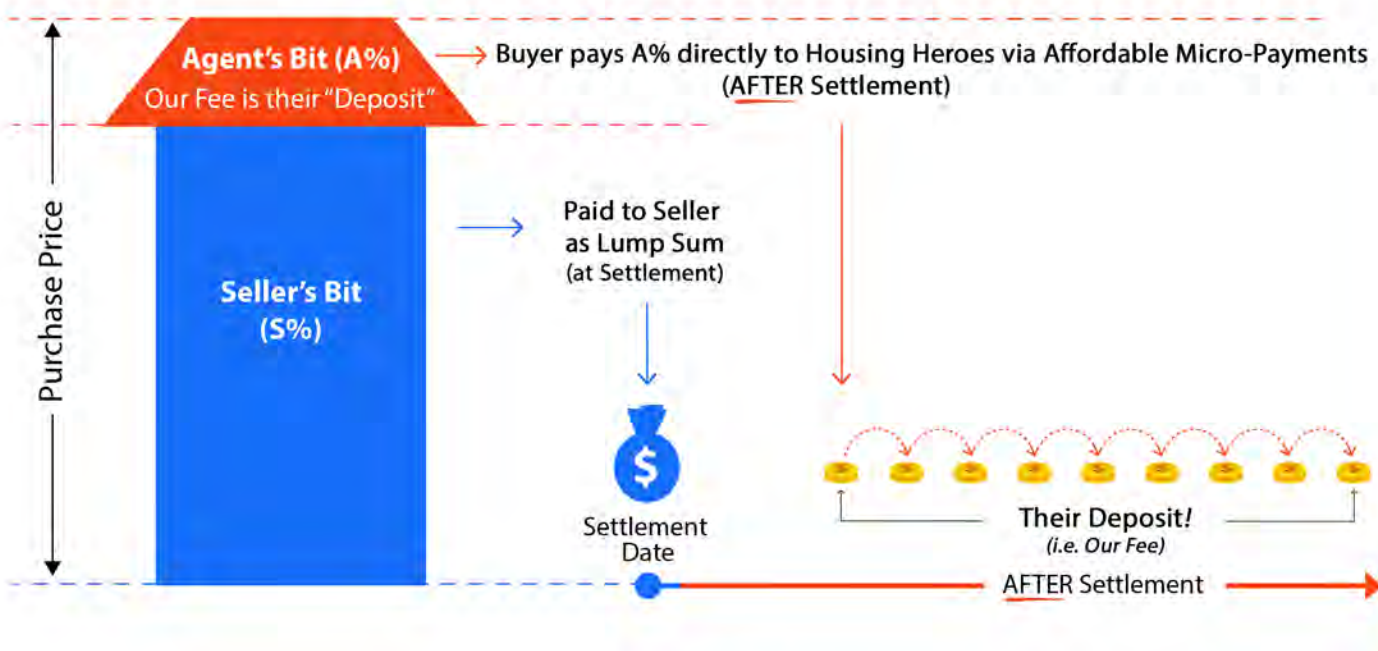 Purchase Price
Agent's Bit (A%)
Our Fee is their "Deposit"
Buyer pays A% directly to Housing Heroes via Affordable Micro-Payments
(AFTER Settlement)
Seller's Bit
(S%)
Paid to Seller
as Lump Sum
(at Settlement)
$
Settlement
Date
Their Deposit!
(i.e. Our Fee)
AFTER Settlement